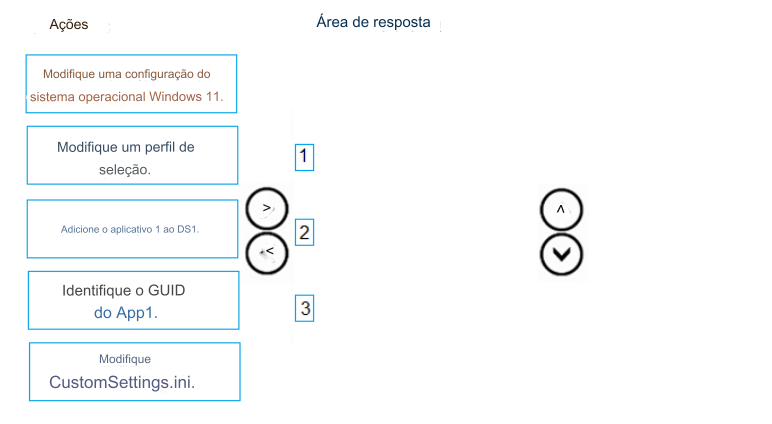 Ações
Área de resposta
Modifique uma configuração do
sistema operacional Windows 11.
Modifique um perfil de
seleção.
Adicione o aplicativo 1 ao DS1.
Identifique o GUID
do App1.
Modifique
CustomSettings.ini.
1
2
3
>
<
^